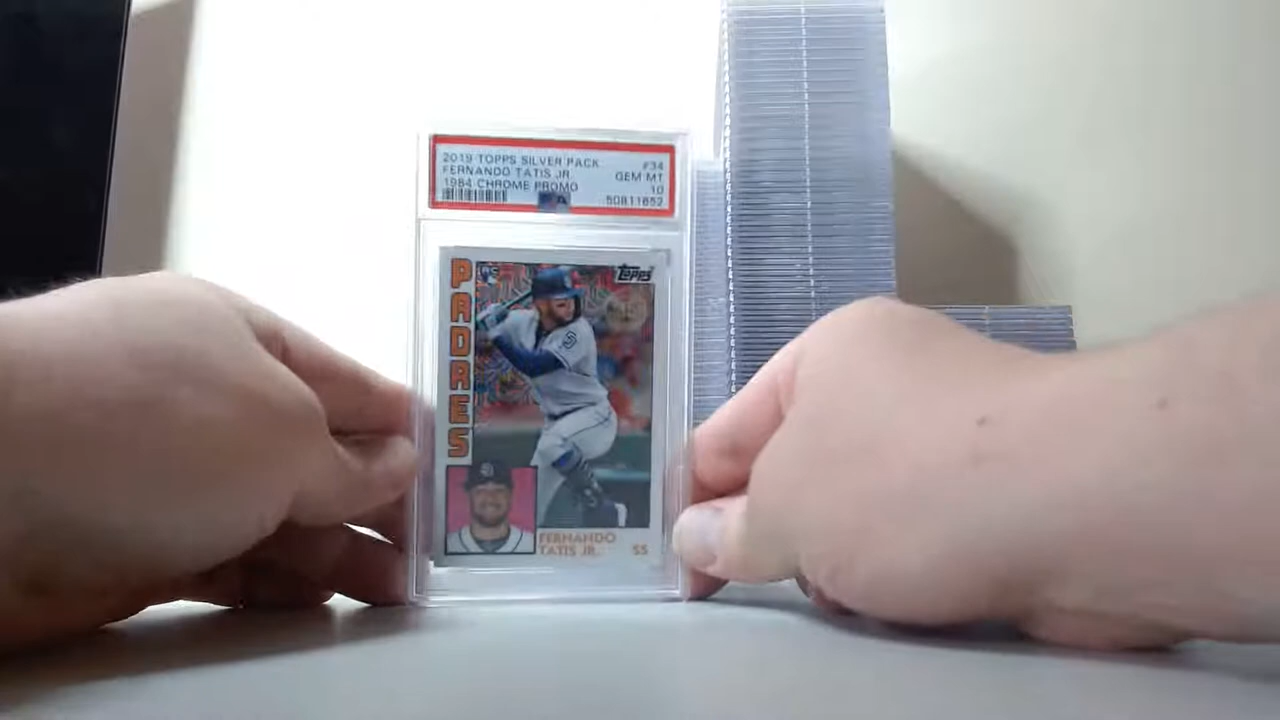 2019 TOPPS SILVER PACK #34
FERNANDO TATIS JR. GEM MT
1984 CHROME PROMO 10
50811652
Topps
PADRES
FERNANDO
TATIS JR. SS